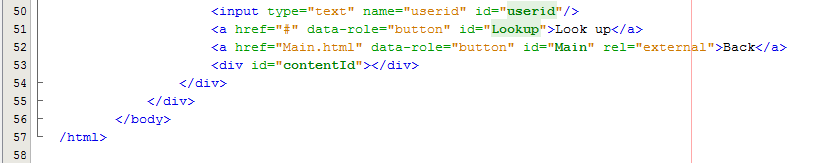 50 <input type="text" name="userid" id="userid"/>
51 <a href="#" data-role="button" id="Lookup">Look up</a>
52 <a href="Main.html" data-role="button" id="Main" rel="external">Back</a>
53 <div id="contentId"></div>
54 </div>
55 </div>
56 </body>
57 /html>
58